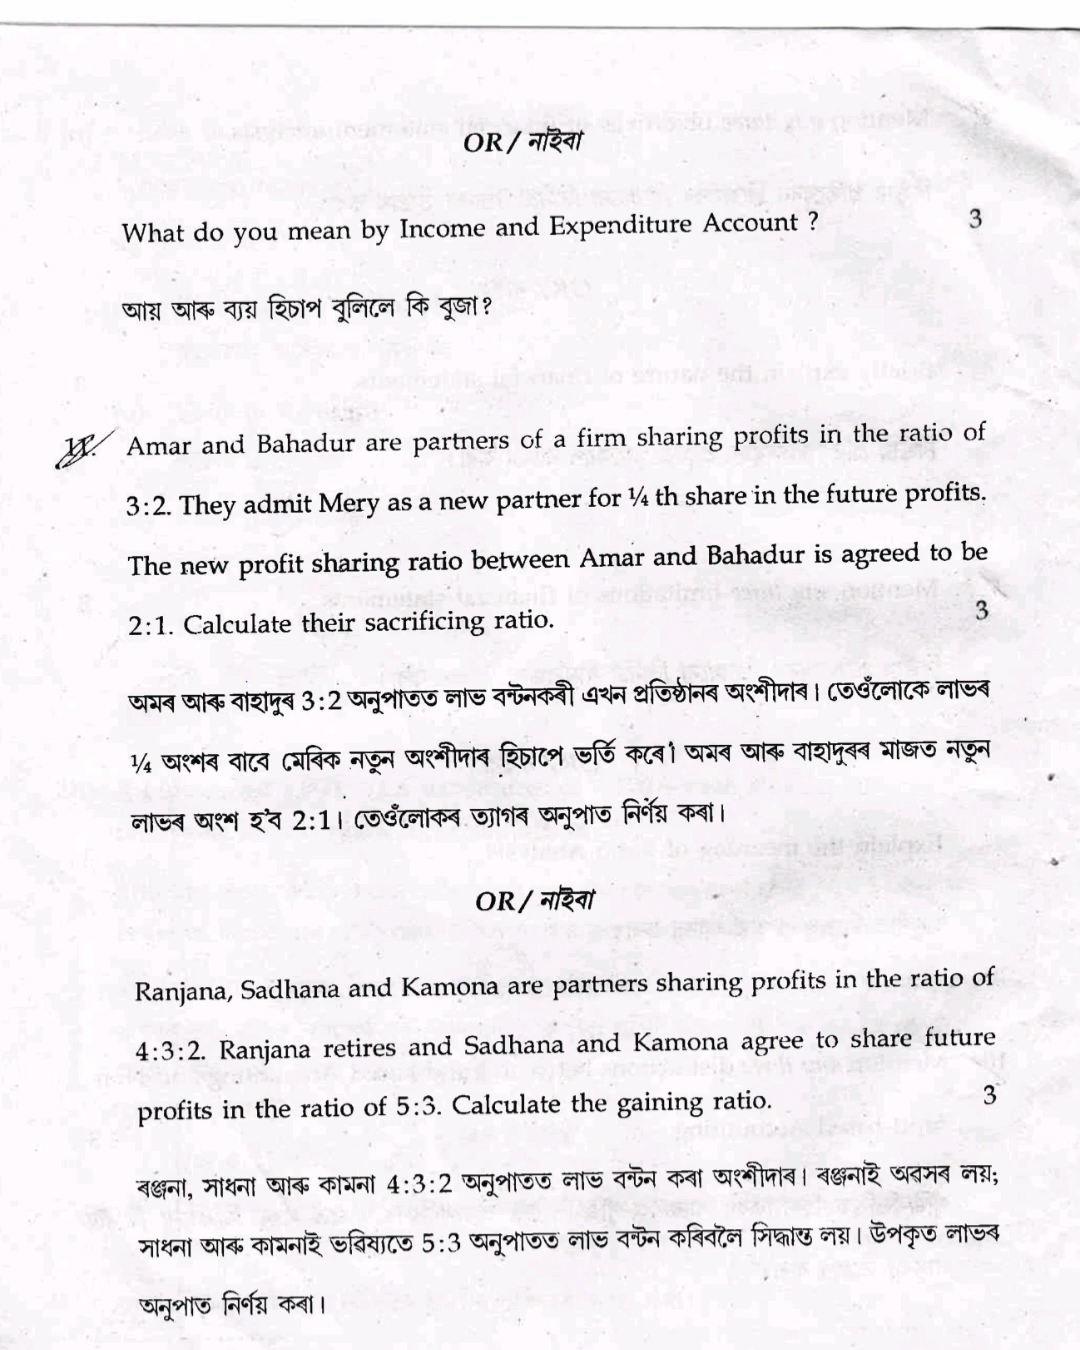 OR / নাইবা
What do you mean by Income and Expenditure Account ? 3
আয় আৰু ব্যয় হিচাপ বুলিলে কি বুজা?
11. Amar and Bahadur are partners of a firm sharing profits in the ratio of
3:2. They admit Mery as a new partner for ¼ th share in the future profits.
The new profit sharing ratio between Amar and Bahadur is agreed to be
2:1. Calculate their sacrificing ratio. 3
অমৰ আৰু বাহাদুৰ 3:2 অনুপাতত লাভ বন্টনকৰী এখন প্ৰতিষ্ঠানৰ অংশীদাৰ। তেওঁলোকে লাভৰ
¼ অংশৰ বাবে মেৰিক নতুন অংশীদাৰ হিচাপে ভৰ্তি কৰে। অমৰ আৰু বাহাদুৰৰ মাজত নতুন
লাভৰ অংশ হ'ব 2:1। তেওঁলোকৰ ত্যাগৰ অনুপাত নিৰ্ণয় কৰা।
OR / নাইবা
Ranjana, Sadhana and Kamona are partners sharing profits in the ratio of
4:3:2. Ranjana retires and Sadhana and Kamona agree to share future
profits in the ratio of 5:3. Calculate the gaining ratio. 3
ৰঞ্জনা, সাধনা আৰু কামনা 4:3:2 অনুপাতত লাভ বন্টন কৰা অংশীদাৰ। ৰঞ্জনাই অৱসৰ লয়;
সাধনা আৰু কামনাই ভৱিষ্যতে 5:3 অনুপাতত লাভ বন্টন কৰিবলৈ সিদ্ধান্ত লয়। উপকৃত লাভৰ
অনুপাত নিৰ্ণয় কৰা।